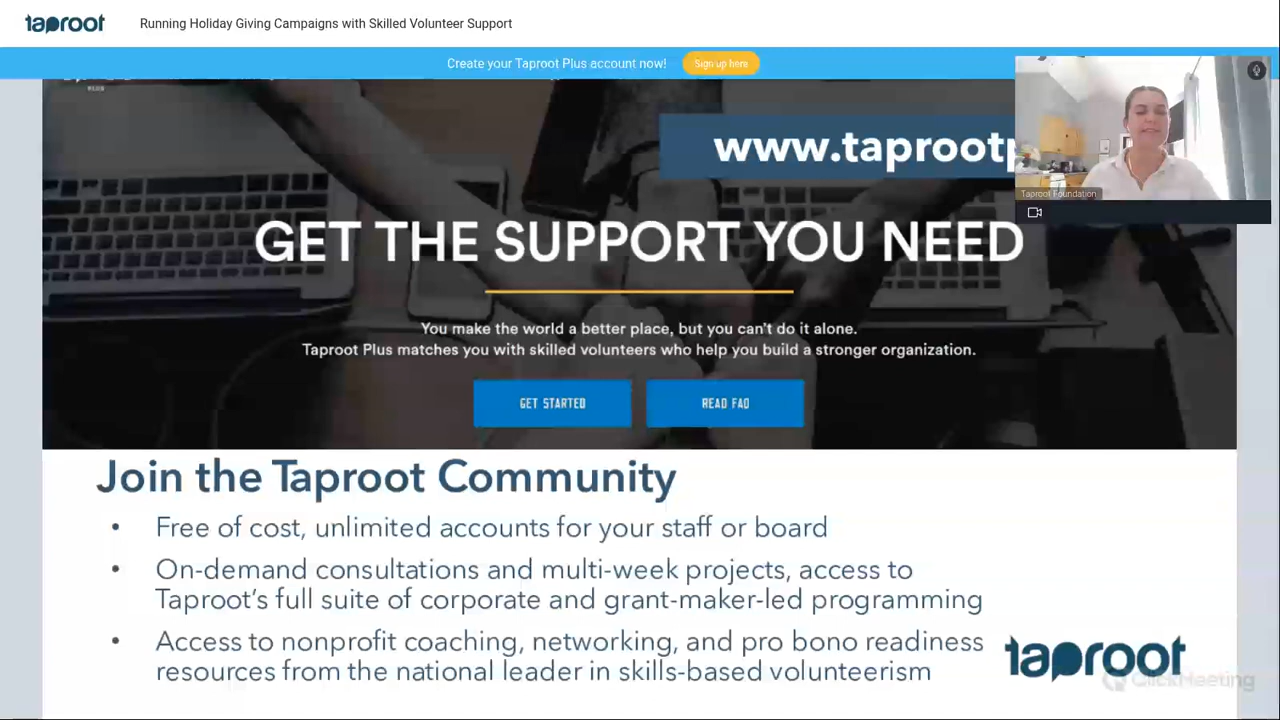 taproot
Running Holiday Giving Campaigns with Skilled Volunteer Support
Create your Taproot Plus account now!
Sign up here
www.taprootp
Taproot Foundation
GET THE SUPPORT YOU NEED
You make the world a better place, but you can't do it alone.
Taproot Plus matches you with skilled volunteers who help you build a stronger organization.
GET STARTED
READ FAQ
Join the Taproot Community
• Free of cost, unlimited accounts for your staff or board
• On-demand consultations and multi-week projects, access to
Taproot's full suite of corporate and grant-maker-led programming
• Access to nonprofit coaching, networking, and pro bono readiness
resources from the national leader in skills-based volunteerism
taproot
ClickMeeting